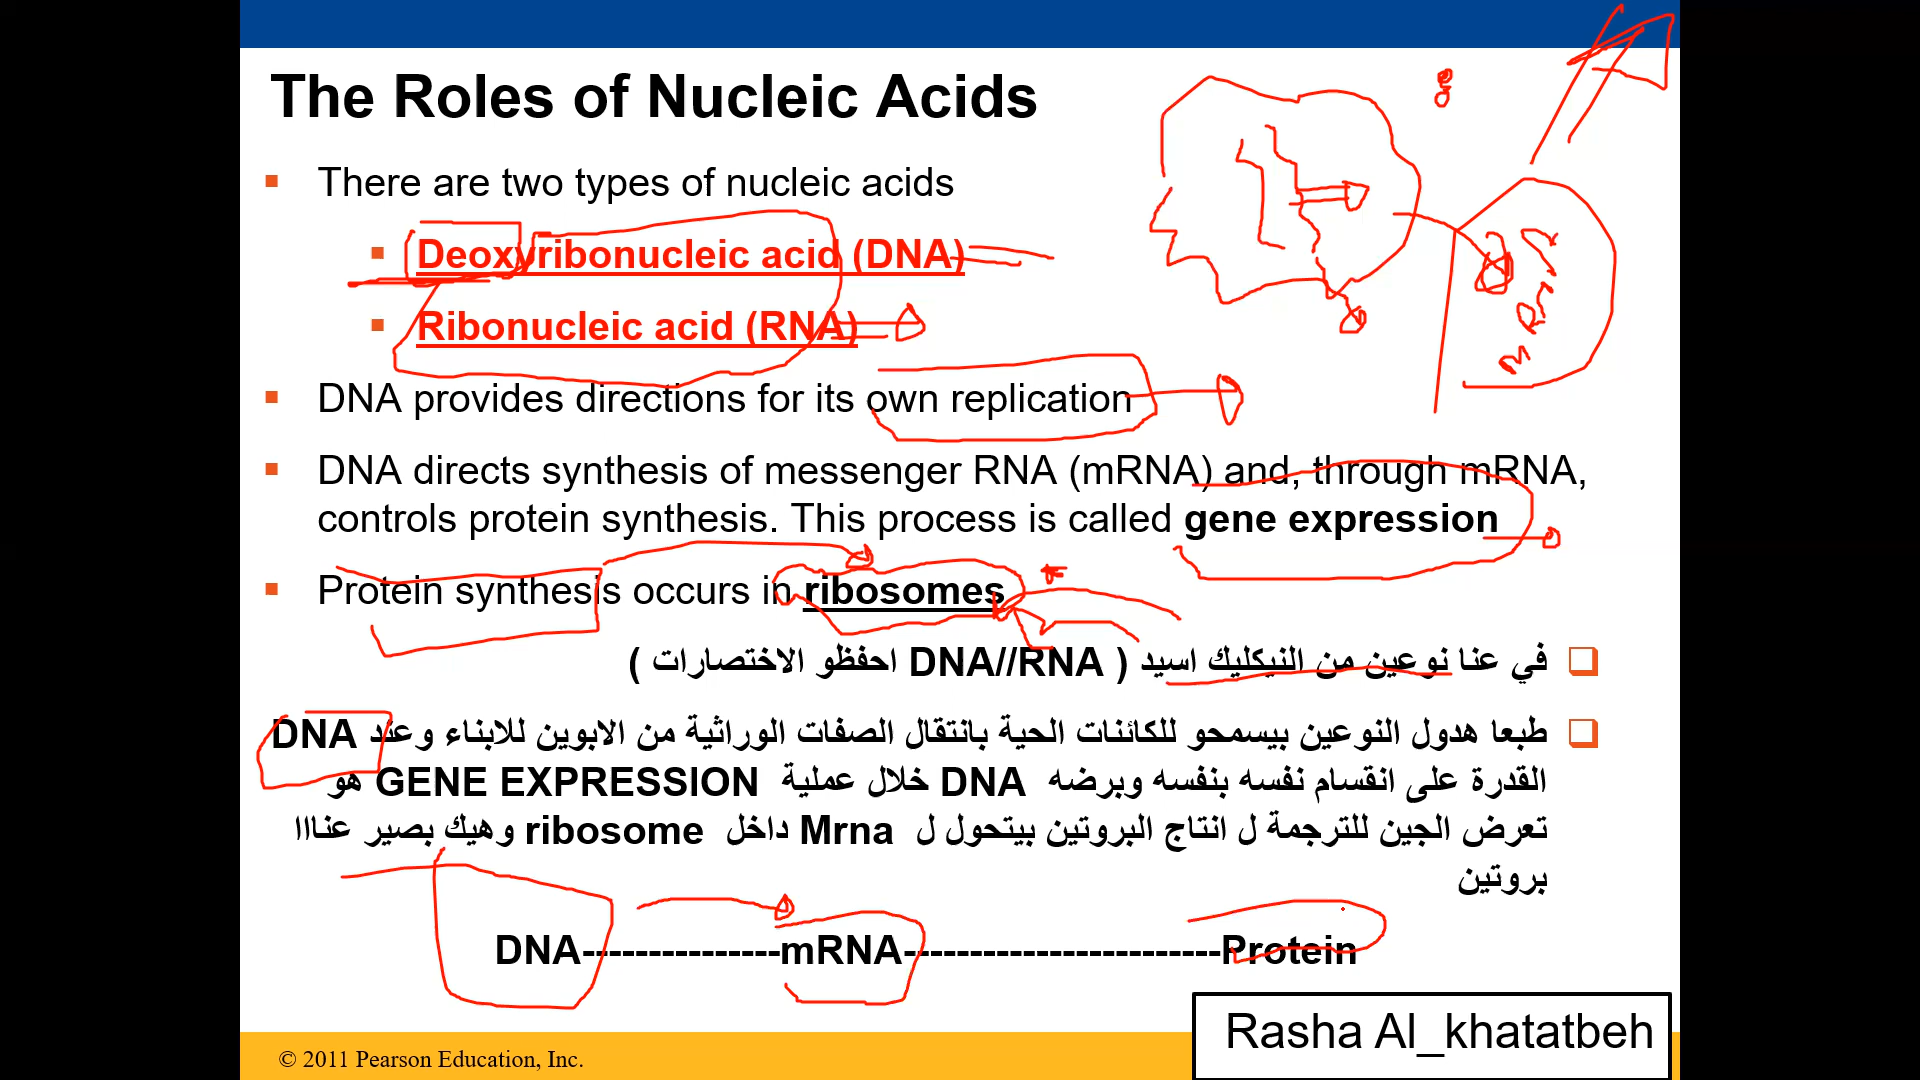 The Roles of Nucleic Acids
There are two types of nucleic acids
Deoxyribonucleic acid (DNA)
Ribonucleic acid (RNA)
DNA provides directions for its own replication
DNA directs synthesis of messenger RNA (mRNA) and, through mRNA,
controls protein synthesis. This process is called gene expression
Protein synthesis occurs in ribosomes
في عنا نوعين من النيكليك اسيد ( DNA//RNA احفظو الاختصارات )
طبعا هدول النوعين بيسمحو للكائنات الحية بانتقال الصفات الوراثية من الابوين للابناء وعند DNA
القدرة على انقسام نفسه بنفسه وبرضه DNA خلال عملية GENE EXPRESSION هو
تعرض الجين للترجمة ل انتاج البروتين بيتحول ل Mrna داخل ribosome وهيك بصير عنااا
بروتين
DNA---------------mRNA------------------------Protein
Rasha Al_khatatbeh
© 2011 Pearson Education, Inc.